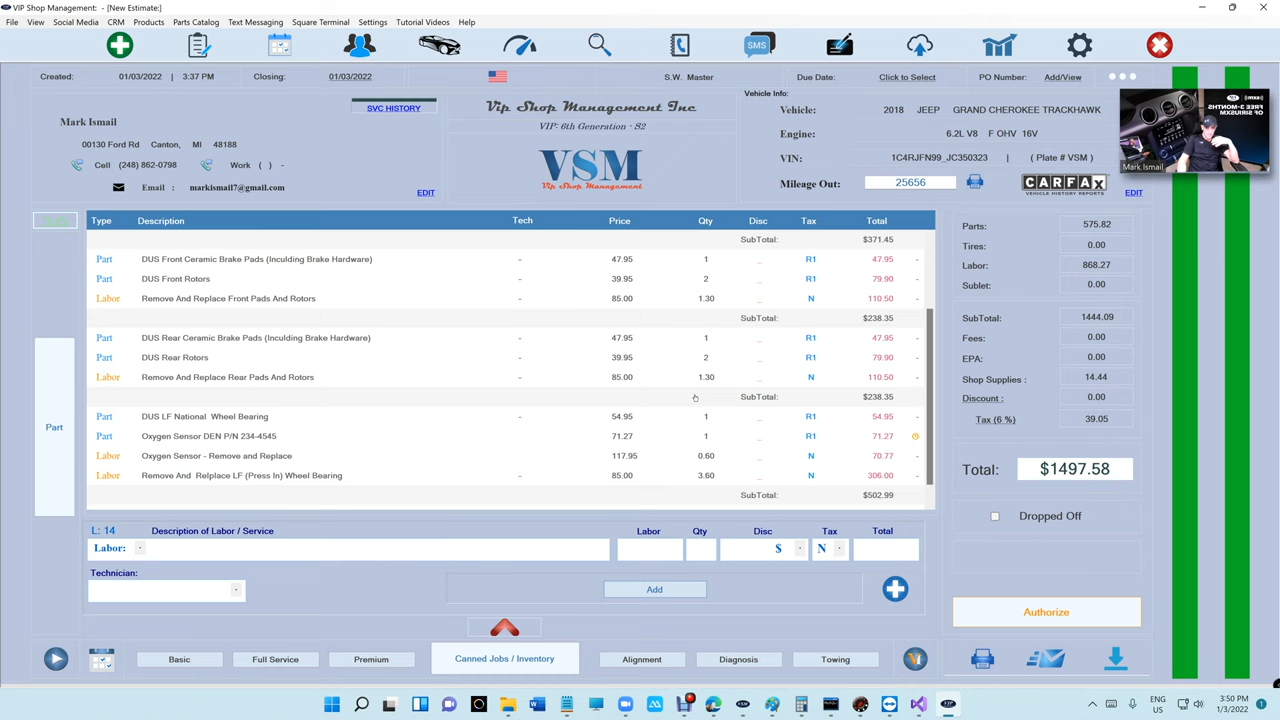 VIP Shop Management: - [New Estimate:]
File View Social Media CRM Products Parts Catalog Text Messaging Square Terminal Settings Tutorial Videos Help
SMS
Created: 01/03/2022 | 3:37 PM Closing: 01/03/2022 S.W. Master Due Date: Click to Select PO Number: Add/View
SVC HISTORY
Mark Ismail
00130 Ford Rd Canton, MI 48188
Cell (248) 862-0798 Work ( ) -
Email : markismail7@gmail.com
EDIT
Vip Shop Management Inc
VIP: 6th Generation - S2
VSM
Vip Shop Management
Vehicle Info:
Vehicle: 2018 JEEP GRAND CHEROKEE TRACKHAWK
Engine: 6.2L V8 F OHV 16V
VIN: 1C4RJFN99_JC350323 | ( Plate # VSM )
Mileage Out: 25656
CARFAX
VEHICLE HISTORY REPORTS
EDIT
Mark Ismail
Type Description Tech Price Qty Disc Tax Total
SubTotal: $371.45
Part DUS Front Ceramic Brake Pads (Inculding Brake Hardware) - 47.95 1 _ R1 47.95 -
Part DUS Front Rotors - 39.95 2 _ R1 79.90 -
Labor Remove And Replace Front Pads And Rotors - 85.00 1.30 _ N 110.50 -
SubTotal: $238.35
Part DUS Rear Ceramic Brake Pads (Inculding Brake Hardware) - 47.95 1 _ R1 47.95 -
Part DUS Rear Rotors - 39.95 2 _ R1 79.90 -
Labor Remove And Replace Rear Pads And Rotors - 85.00 1.30 _ N 110.50 -
SubTotal: $238.35
Part DUS LF National Wheel Bearing - 54.95 1 _ R1 54.95 -
Part Oxygen Sensor DEN P/N 234-4545 71.27 1 _ R1 71.27
Labor Oxygen Sensor - Remove and Replace 117.95 0.60 _ N 70.77 -
Labor Remove And Relplace LF (Press In) Wheel Bearing - 85.00 3.60 _ N 306.00 -
SubTotal: $502.99
Part
L: 14 Description of Labor / Service Labor Qty Disc Tax Total
Labor: $ N
Technician:
Add
Parts: 575.82
Tires: 0.00
Labor: 868.27
Sublet: 0.00
SubTotal: 1444.09
Fees: 0.00
EPA: 0.00
Shop Supplies : 14.44
Discount : 0.00
Tax (6 %) 39.05
Total: $1497.58
Dropped Off
Authorize
Basic Full Service Premium Canned Jobs / Inventory Alignment Diagnosis Towing
ENG
US
3:50 PM
1/3/2022